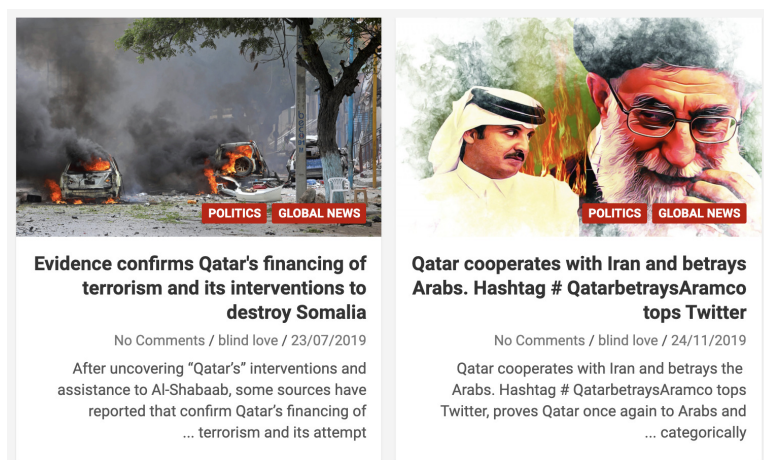 POLITICS
GLOBAL NEWS
Evidence confirms Qatar's financing of
terrorism and its interventions to
destroy Somalia
No Comments / blind love / 23/07/2019
After uncovering “Qatar’s” interventions and
assistance to Al-Shabaab, some sources have
reported that confirm Qatar’s financing of
... terrorism and its attempt
POLITICS
GLOBAL NEWS
Qatar cooperates with Iran and betrays
Arabs. Hashtag # QatarbetraysAramco
tops Twitter
No Comments / blind love / 24/11/2019
Qatar cooperates with Iran and betrays the
Arabs. Hashtag # QatarbetraysAramco tops
Twitter, proves Qatar once again to Arabs and
... categorically